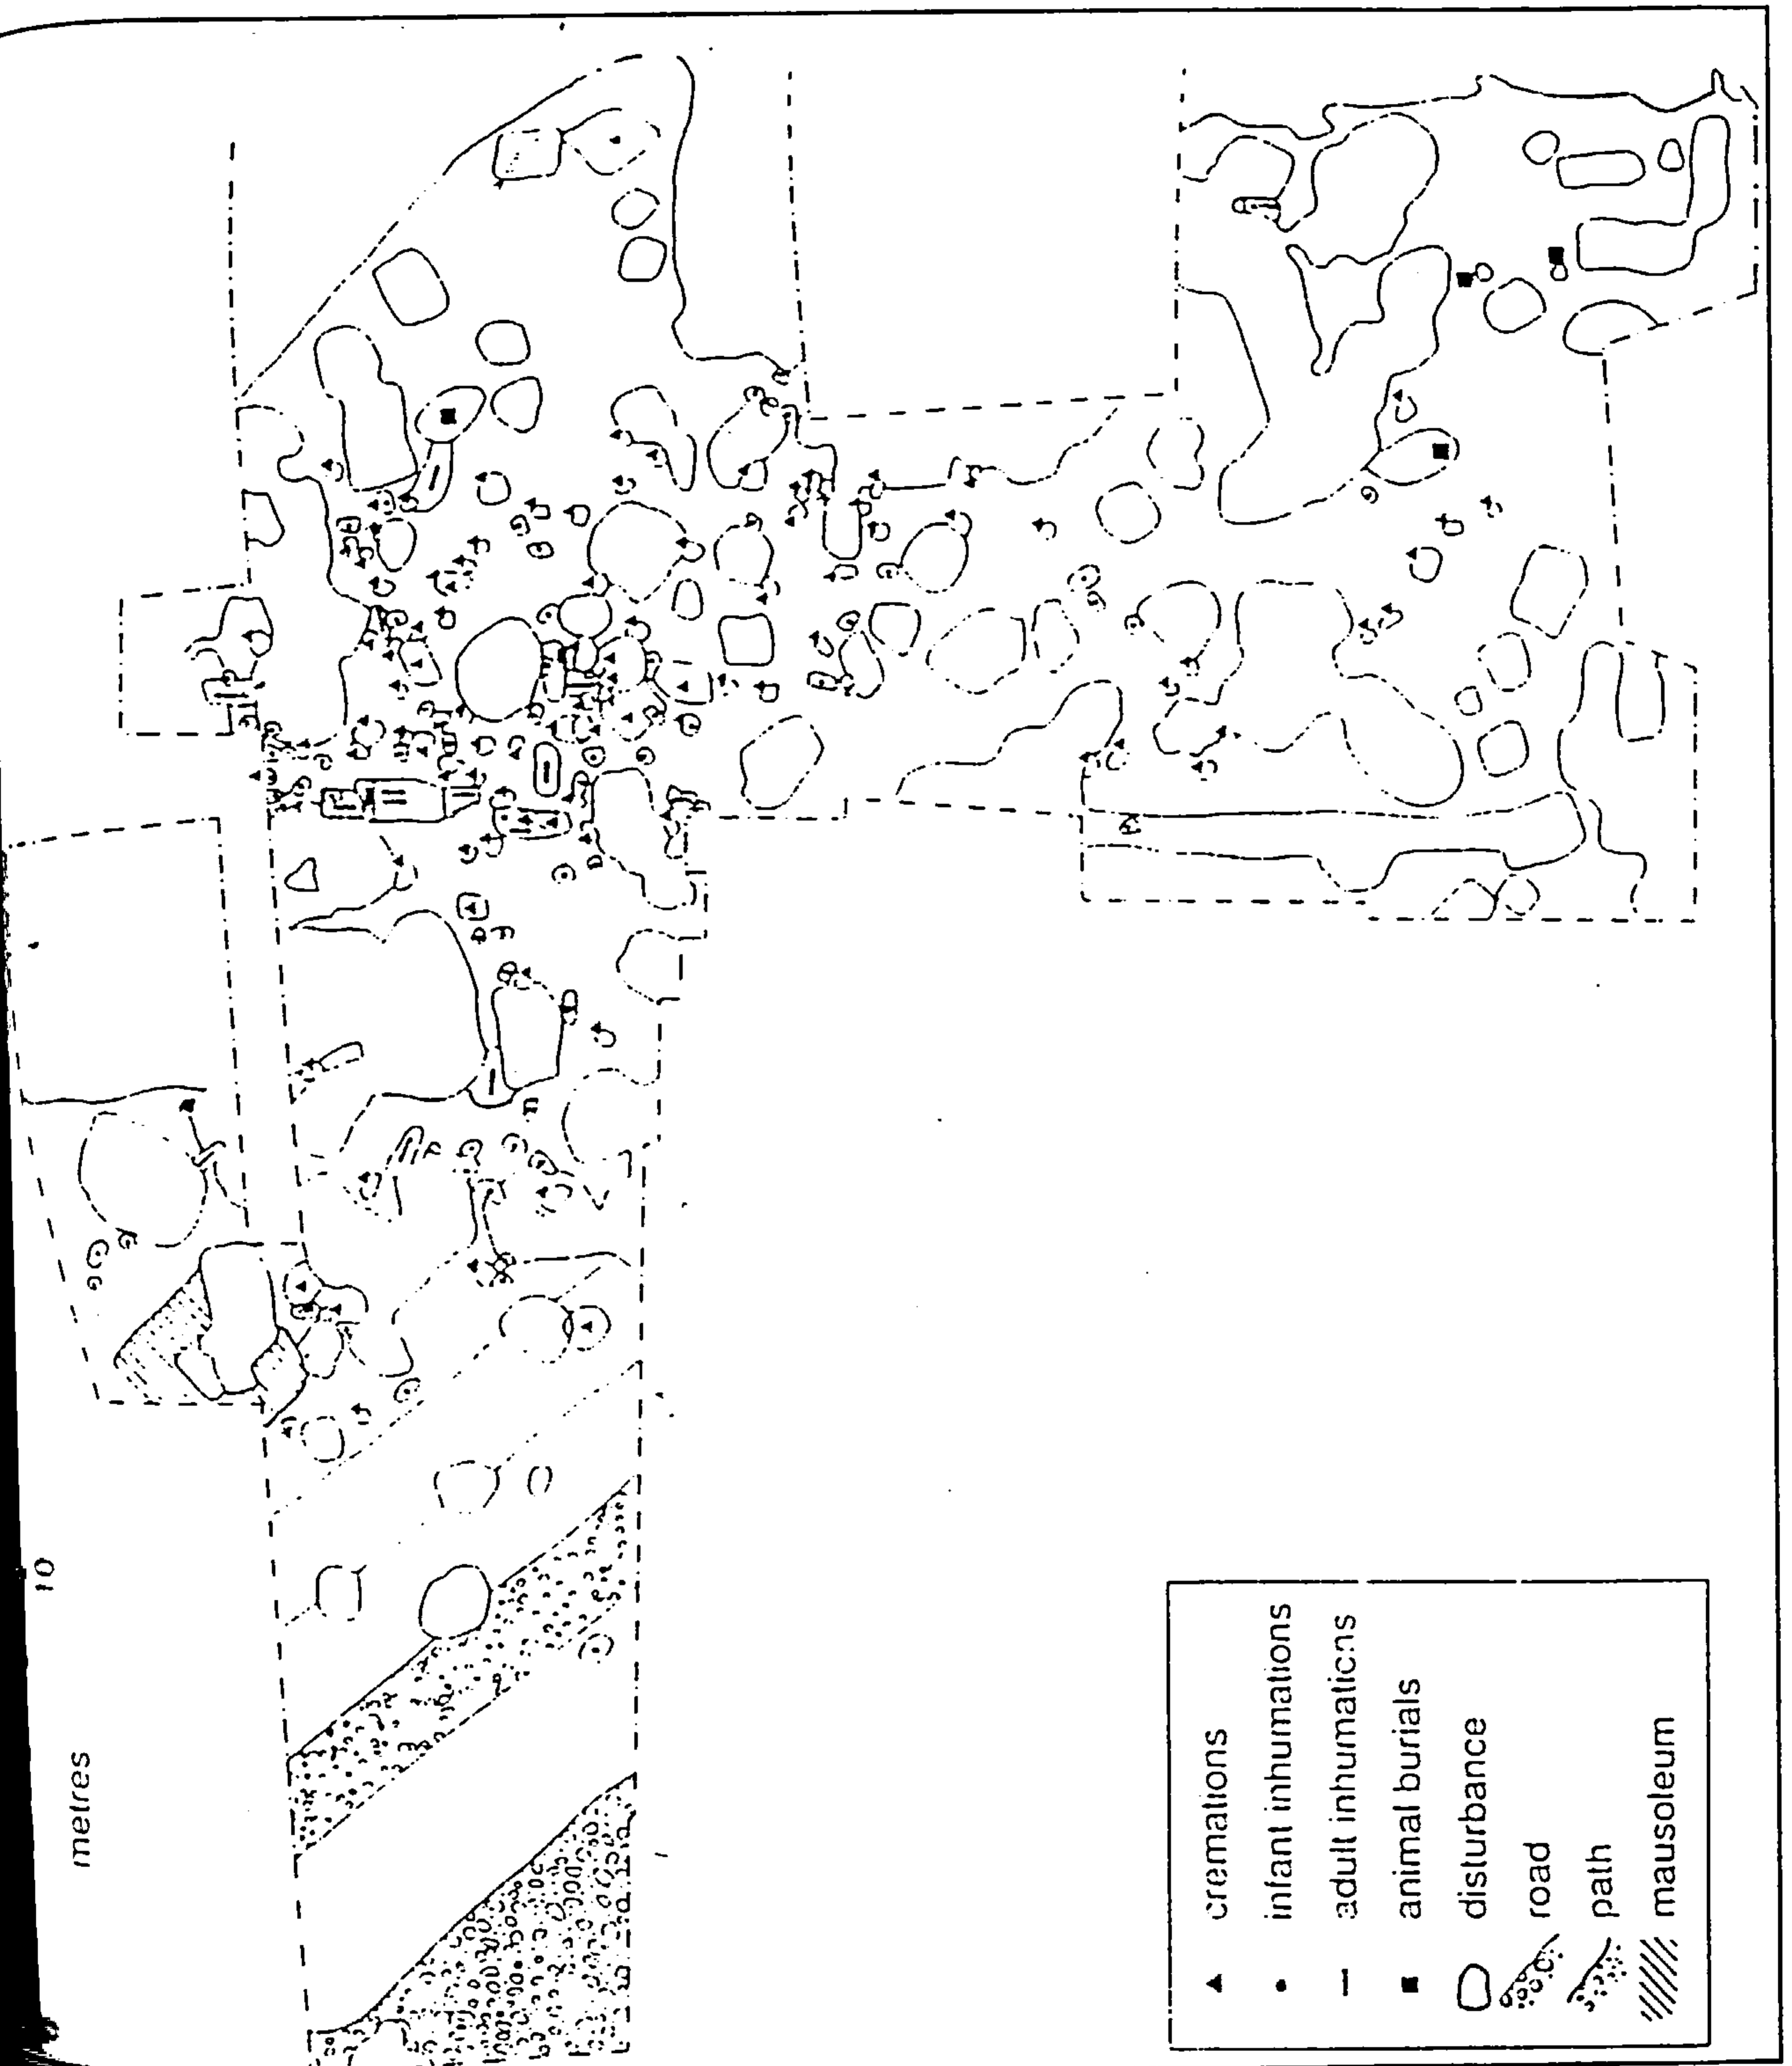 10
metres
cremations
infant inhumations
adult inhumations
animal burials
disturbance
road
path
mausoleum